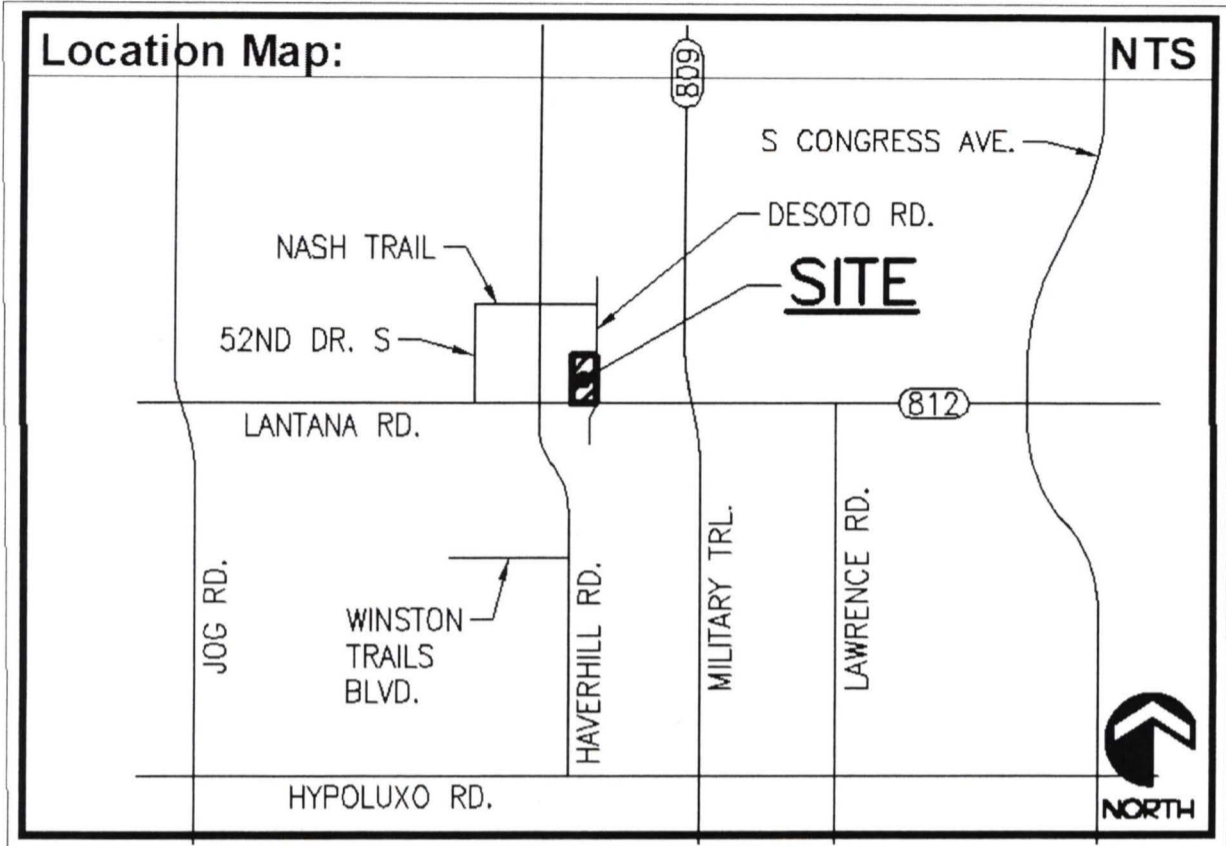 Location Map:
NTS
809
S CONGRESS AVE.
DESOTO RD.
NASH TRAIL
SITE
52ND DR. S
812
LANTANA RD.
JOG RD.
WINSTON
TRAILS
BLVD.
HAVERHILL RD.
MILITARY TRL.
LAWRENCE RD.
HYPOLUXO RD.
NORTH